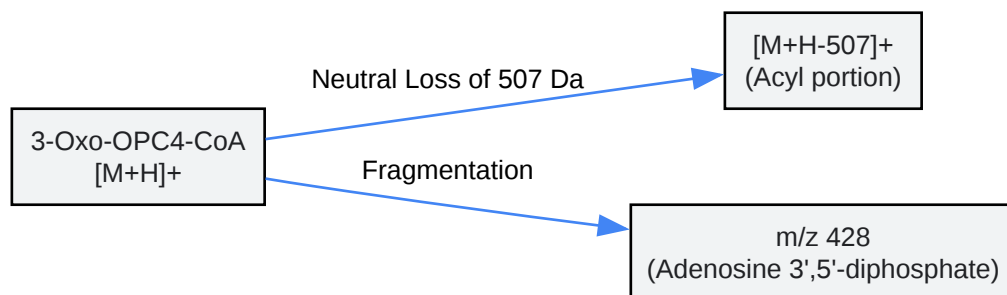 [M+H-507]+
(Acyl portion)
Neutral Loss of 507 Da
3-Oxo-OPC4-CoA
[M+H]+
Fragmentation
m/z 428
(Adenosine 3',5'-diphosphate)